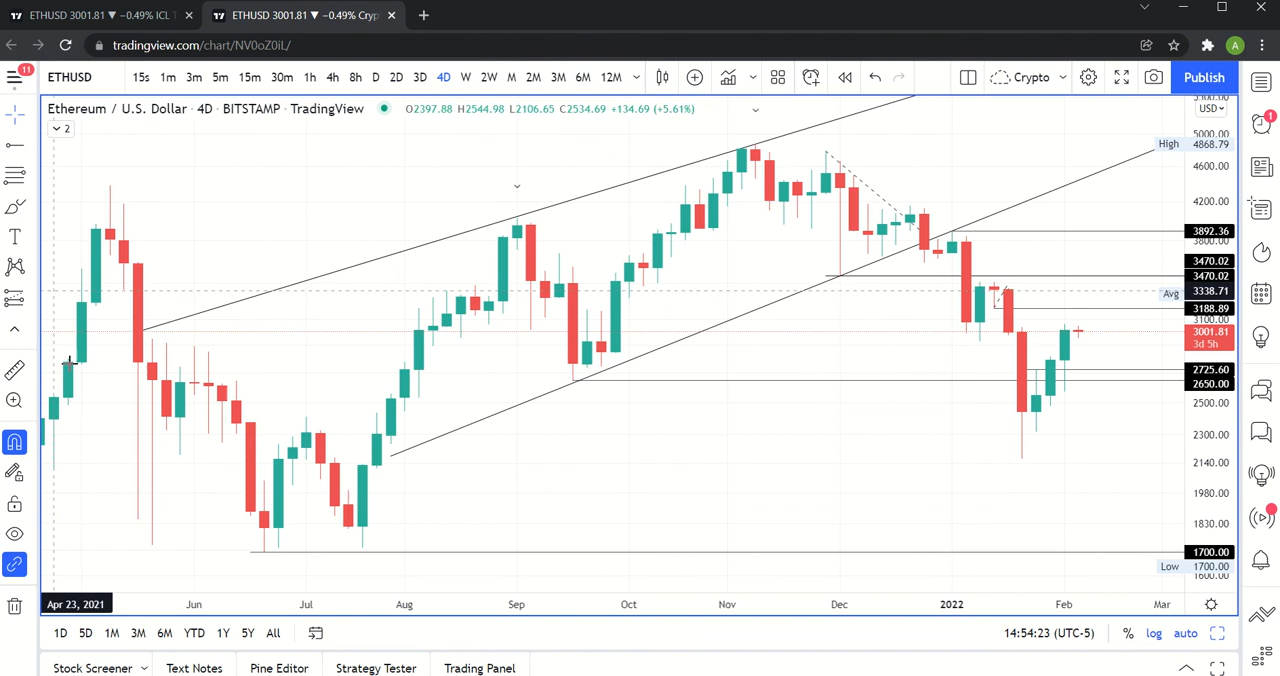 ETHUSD 3001.81 ▼ −0.49% ICL T
ETHUSD 3001.81 ▼ −0.49% Cryp
tradingview.com/chart/NV0oZ0iL/
A
11
ETHUSD 15s 1m 3m 5m 15m 30m 1h 4h 8h D 2D 3D 4D W 2W M 2M 3M 6M 12M Crypto Publish
Ethereum / U.S. Dollar · 4D · BITSTAMP · TradingView O2397.88 H2544.98 L2106.65 C2534.69 +134.69 (+5.61%)
2
USD
1
5000.00
High 4868.79
4600.00
4200.00
3892.36
3800.00
3470.02
3470.02
Avg 3338.71
3188.89
3100.00
3001.81
3d 5h
2725.60
2650.00
2500.00
2300.00
2140.00
1980.00
1830.00
1700.00
Low 1700.00
1600.00
Apr 23, 2021 Jun Jul Aug Sep Oct Nov Dec 2022 Feb Mar
1D 5D 1M 3M 6M YTD 1Y 5Y All 14:54:23 (UTC-5) % log auto
Stock Screener Text Notes Pine Editor Strategy Tester Trading Panel